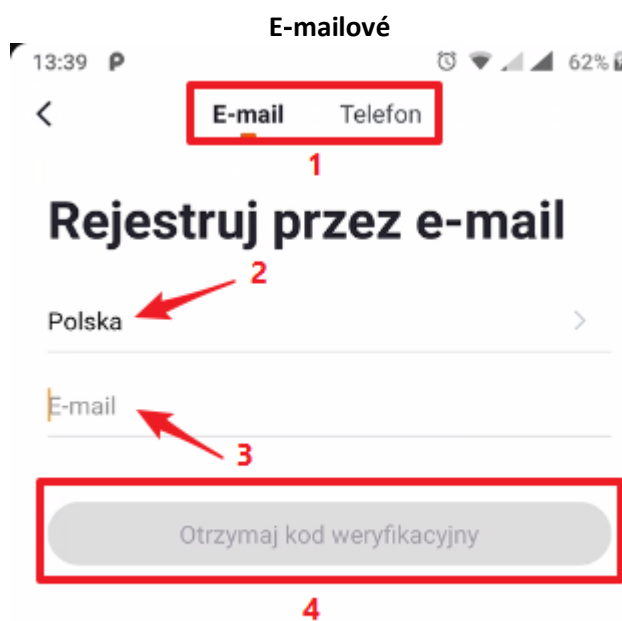 E-mailové
13:39 P 62%
E-mail Telefon
1
Rejestruj przez e-mail
2
Polska
E-mail
3
Otrzymaj kod weryfikacyjny
4